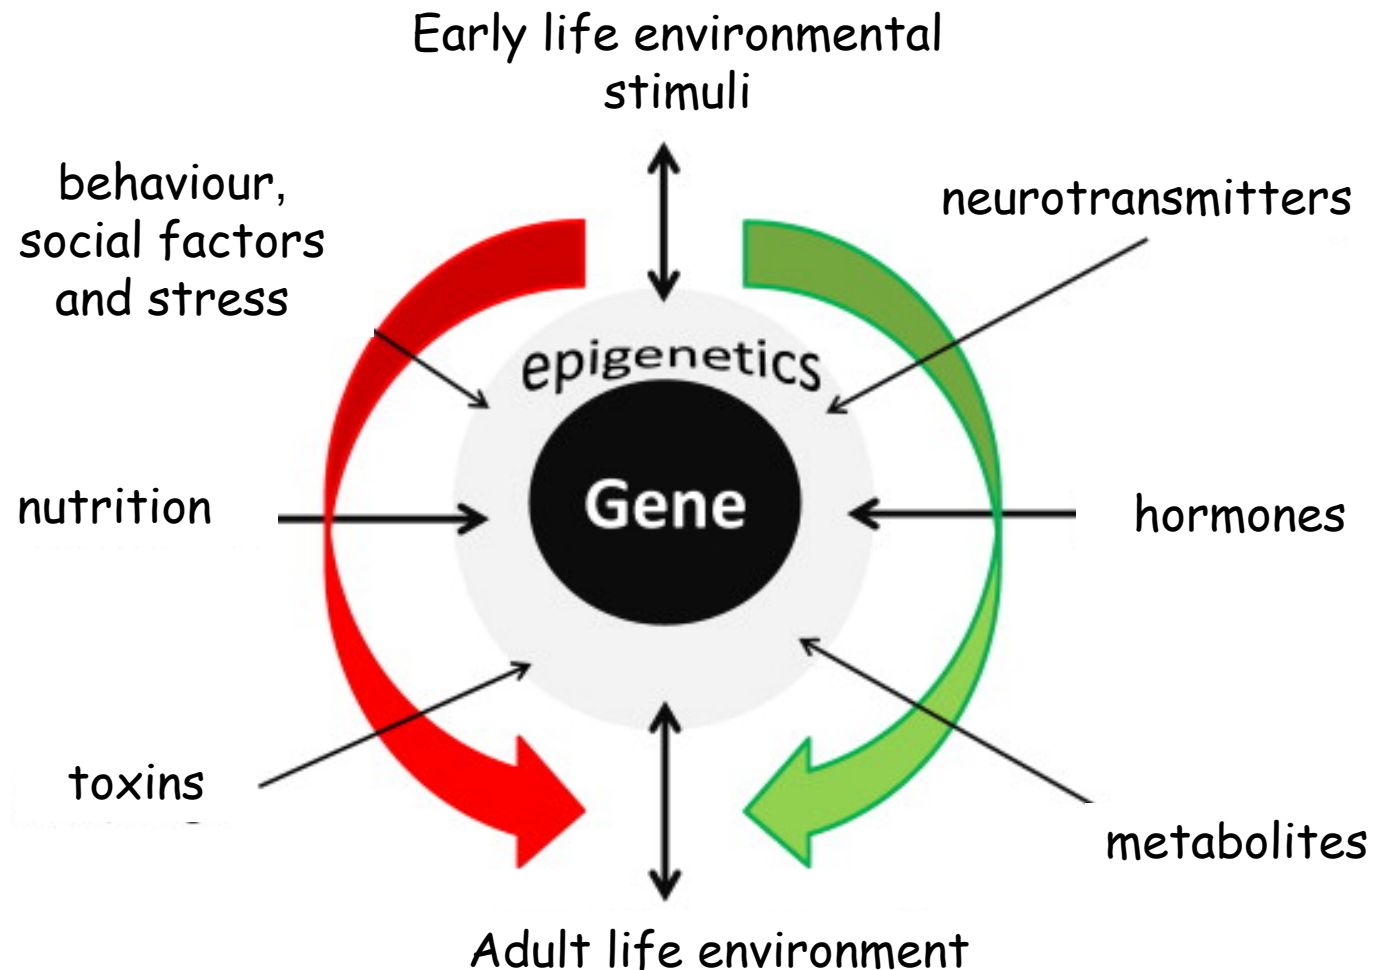 Early life environmental
stimuli
behaviour,
social factors
and stress
neurotransmitters
epigenetics
Gene
nutrition
hormones
toxins
metabolites
Adult life environment